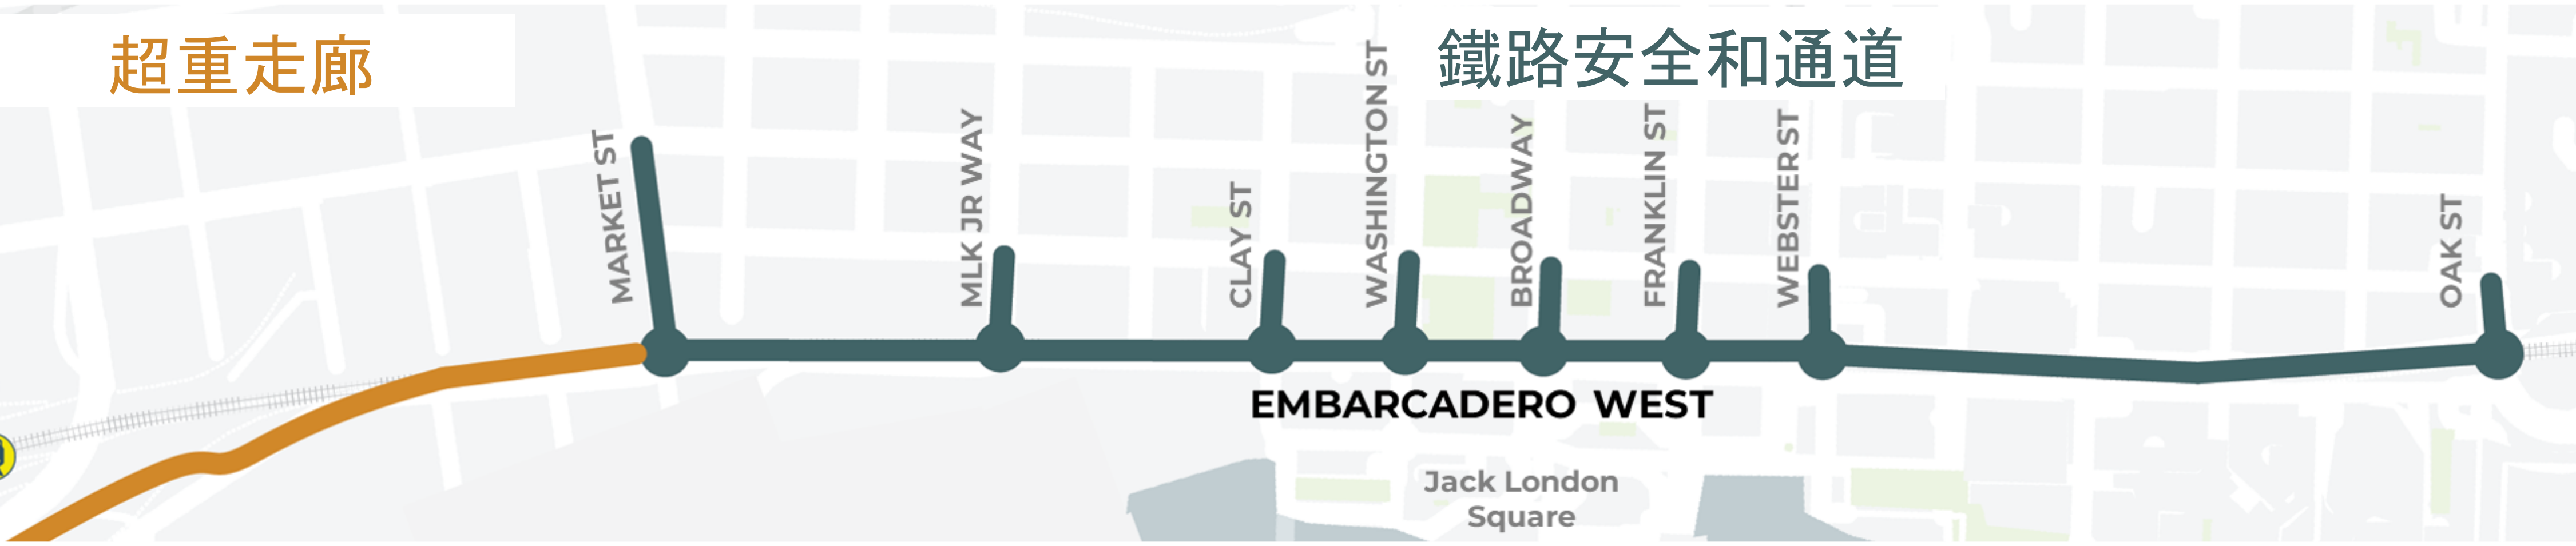 超重走廊
鐵路安全和通道
MARKET ST
MLK JR WAY
CLAY ST
WASHINGTON ST
BROADWAY
FRANKLIN ST
WEBSTER ST
OAK ST
EMBARCADERO WEST
Jack London
Square